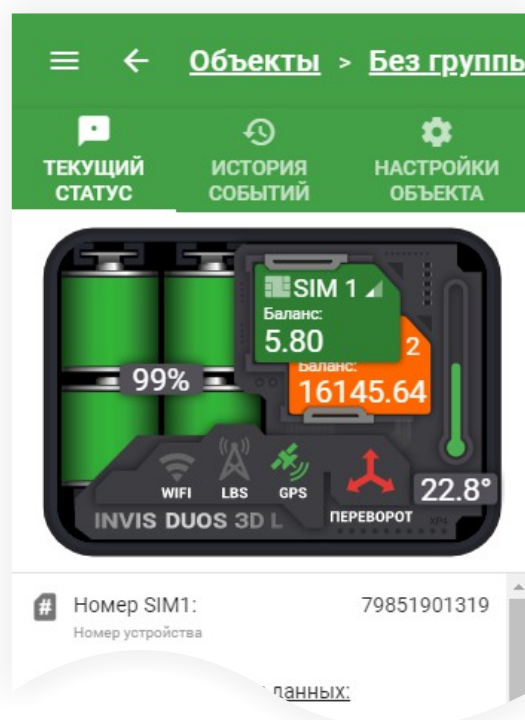 Объекты > Без группы
ТЕКУЩИЙ СТАТУС
ИСТОРИЯ СОБЫТИЙ
НАСТРОЙКИ ОБЪЕКТА
SIM 1
Баланс:
5.80
2
Баланс:
16145.64
99%
WIFI LBS GPS
ПЕРЕВОРОТ
22.8°
INVIS DUOS 3D L
XP4
# Номер SIM1: 79851901319
Номер устройства
данных: